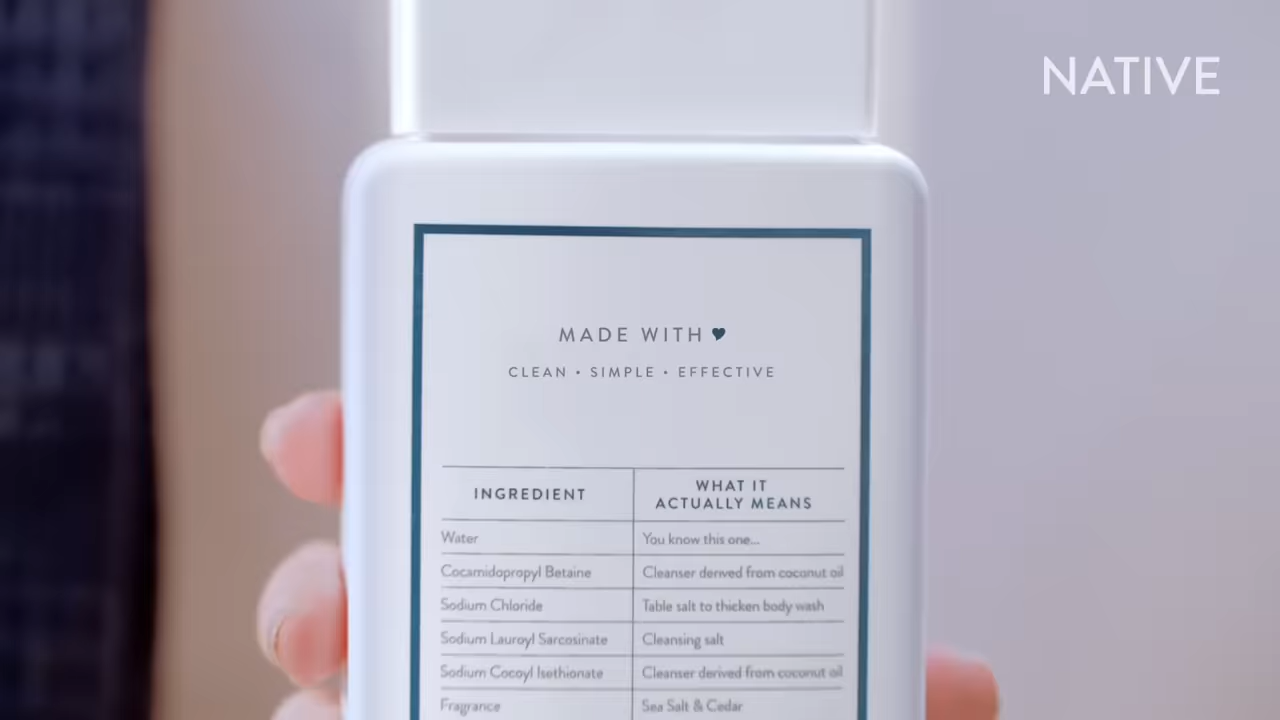 NATIVE
MADE WITH ♥
CLEAN • SIMPLE • EFFECTIVE
INGREDIENT
WHAT IT
ACTUALLY MEANS
Water
You know this one...
Cocamidopropyl Betaine
Cleanser derived from coconut oil
Sodium Chloride
Table salt to thicken body wash
Sodium Lauroyl Sarcosinate
Cleansing salt
Sodium Cocoyl Isethionate
Cleanser derived from coconut oil
Fragrance
Sea Salt & Cedar